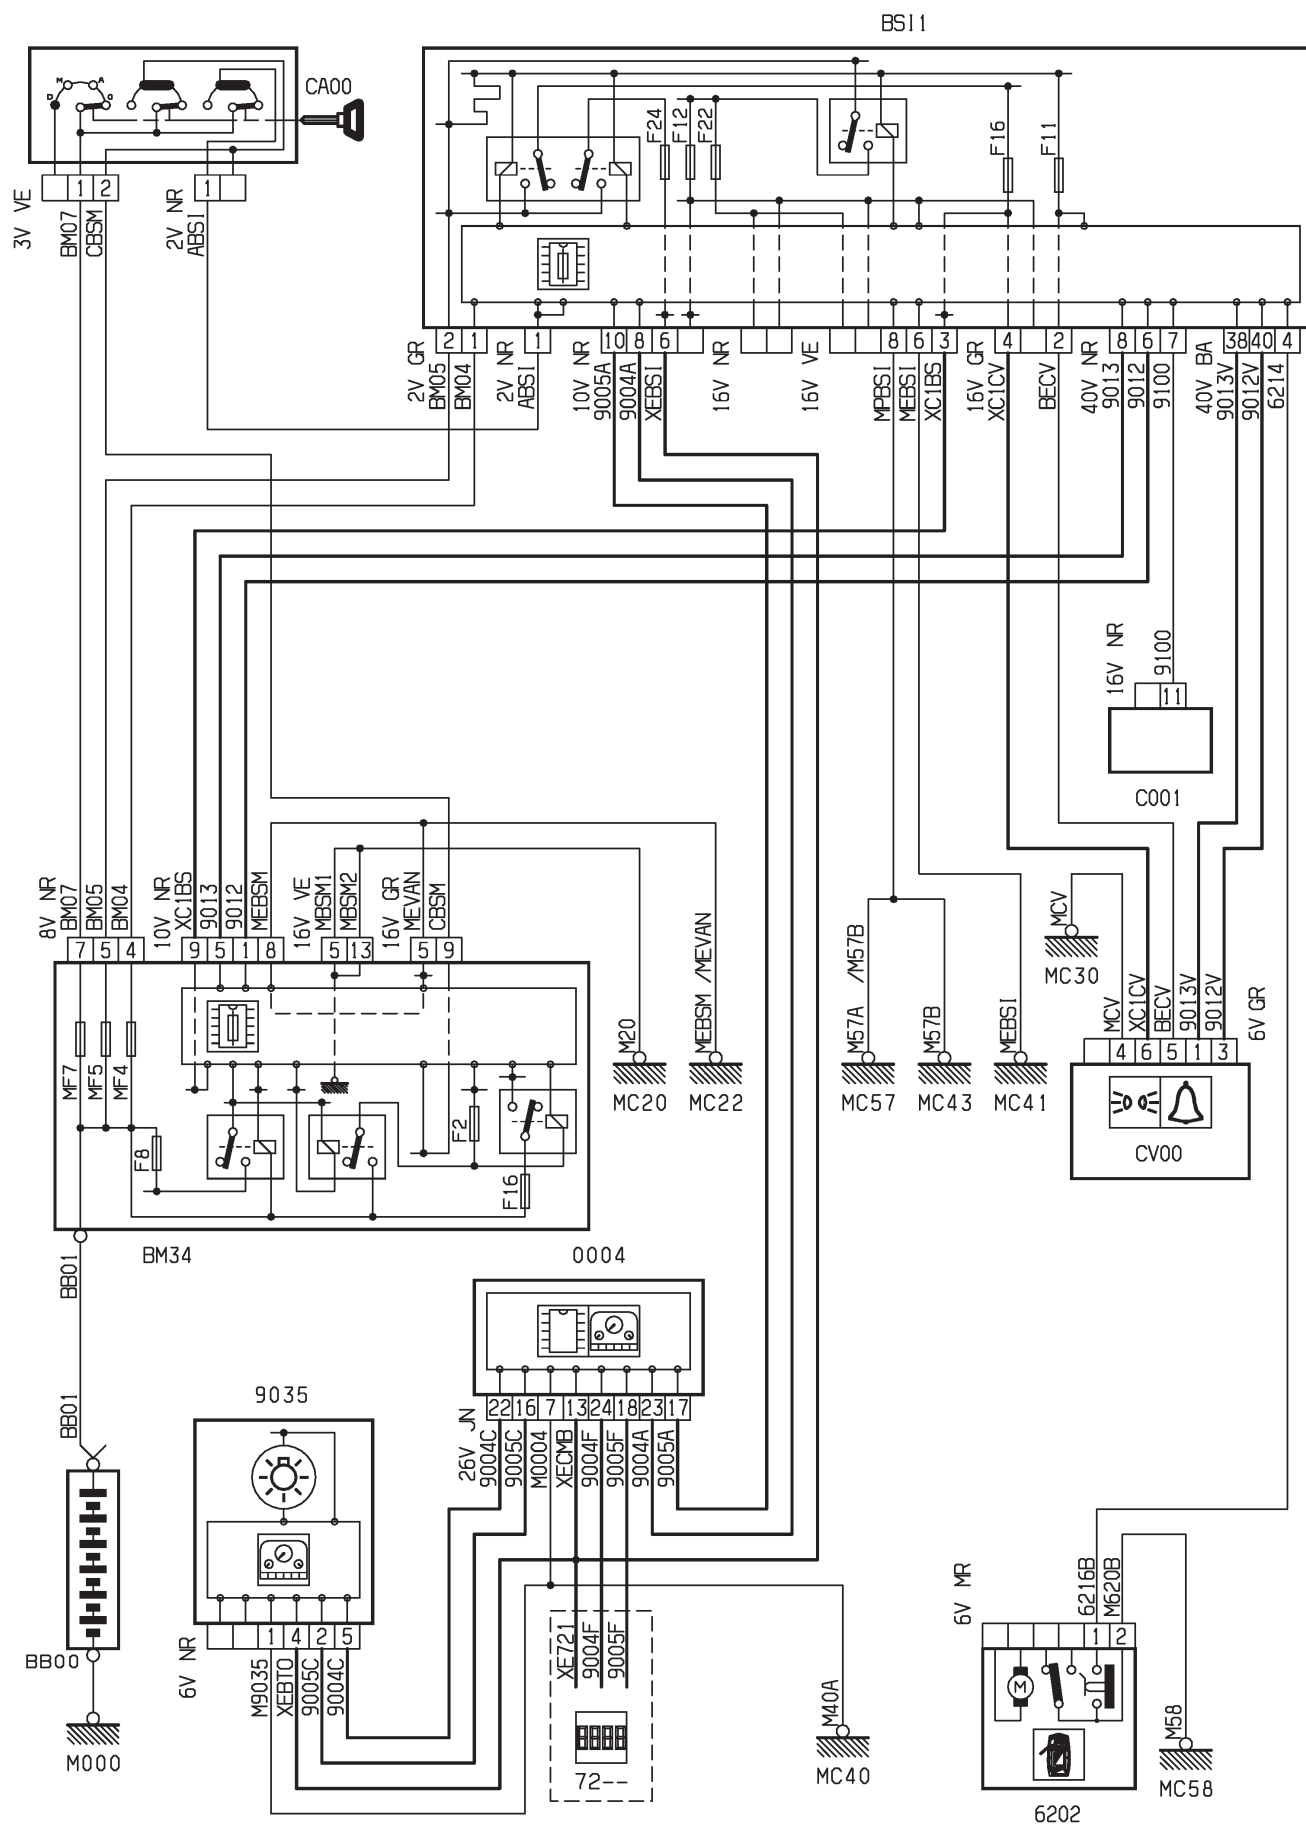 BSI1
CA00
M A
D O
F24
F12
F22
F16
F11
1 2
1
3V VE
BM07
CBSM
2V NR
ABSI
2 1
1
10 8 6
8 6 3
4
2
8 6 7
38 40 4
2V GR
BM05
BM04
2V NR
ABSI
10V NR
9005A
9004A
XEBSI
16V NR
16V VE
MPBSI
MEBSI
XC1BS
16V GR
XC1CV
BECV
40V NR
9013
9012
9100
40V BA
9013V
9012V
6214
16V NR
9100
11
C001
8V NR
BM07
BM05
BM04
10V NR
XC1BS
9013
9012
MEBSM
16V VE
MBSM1
MBSM2
16V GR
MEVAN
CBSM
7 5 4
9 5 1 8
5 13
5 9
MF7
MF5
MF4
F8
F2
F16
BM34
M20
MC20
MEBSM /MEVAN
MC22
M57A /M57B
MC57
M57B
MC43
MEBSI
MC41
MCV
MC30
MCV
XC1CV
BECV
9013V
9012V
6V GR
4 6 5 1 3
CV00
BB01
BB01
BB00
M000
0004
22 16 7 13 24 18 23 17
26V JN
9004C
9005C
M0004
XECMB
9004F
9005F
9004A
9005A
9035
1 4 2 5
6V NR
M9035
XEBTO
9005C
9004C
XE721
9004F
9005F
72--
M40A
MC40
6V MR
6216B
M620B
1 2
M
6202
M58
MC58